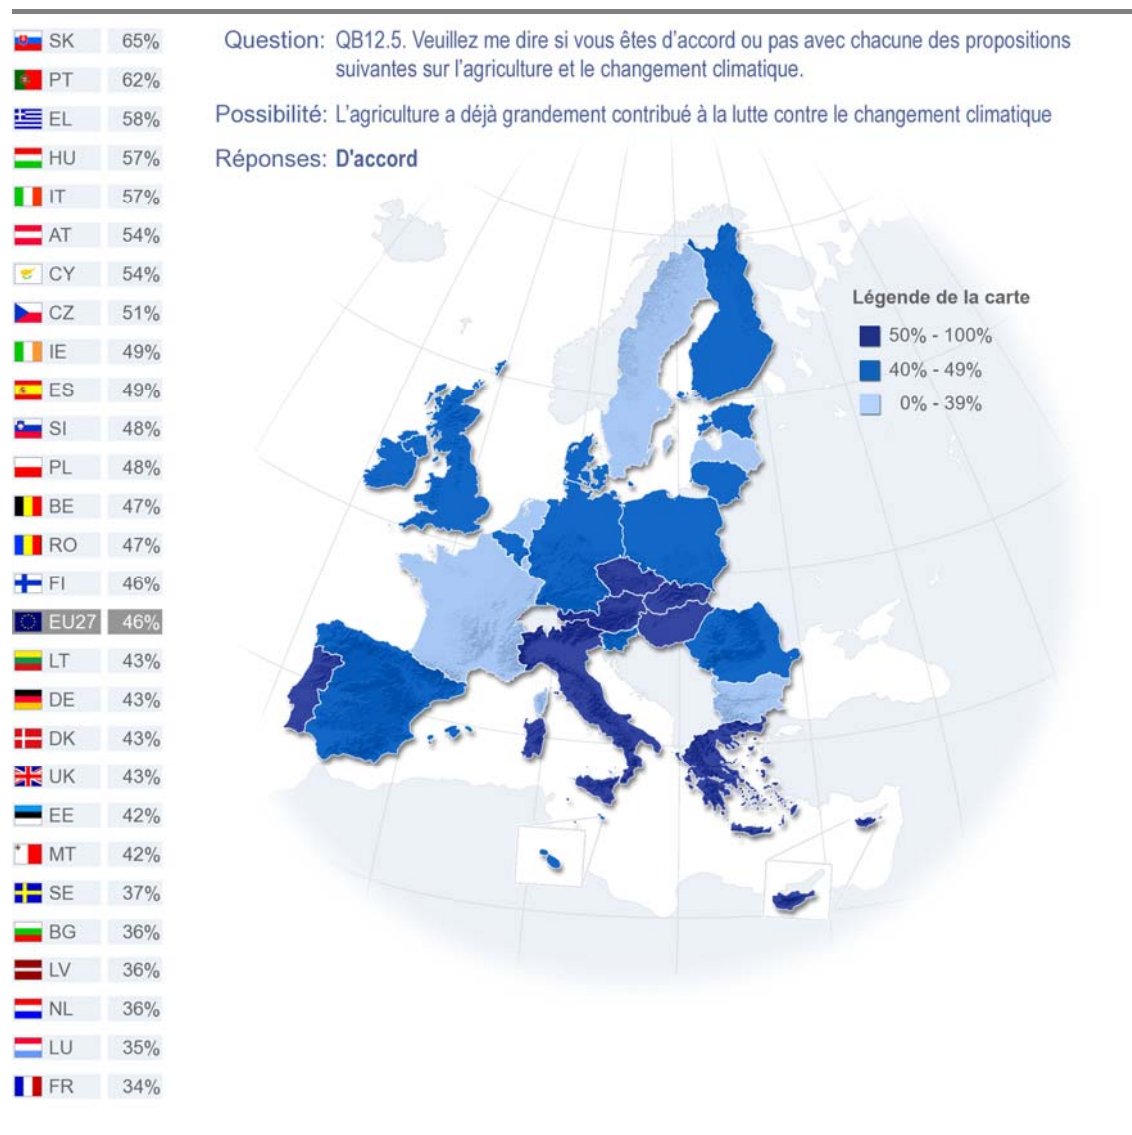 SK 65%
PT 62%
EL 58%
HU 57%
IT 57%
AT 54%
CY 54%
CZ 51%
IE 49%
ES 49%
SI 48%
PL 48%
BE 47%
RO 47%
FI 46%
EU27 46%
LT 43%
DE 43%
DK 43%
UK 43%
EE 42%
MT 42%
SE 37%
BG 36%
LV 36%
NL 36%
LU 35%
FR 34%
Question: QB12.5. Veuillez me dire si vous êtes d'accord ou pas avec chacune des propositions
suivantes sur l'agriculture et le changement climatique.
Possibilité: L'agriculture a déjà grandement contribué à la lutte contre le changement climatique
Réponses: D'accord
Légende de la carte
50% - 100%
40% - 49%
0% - 39%